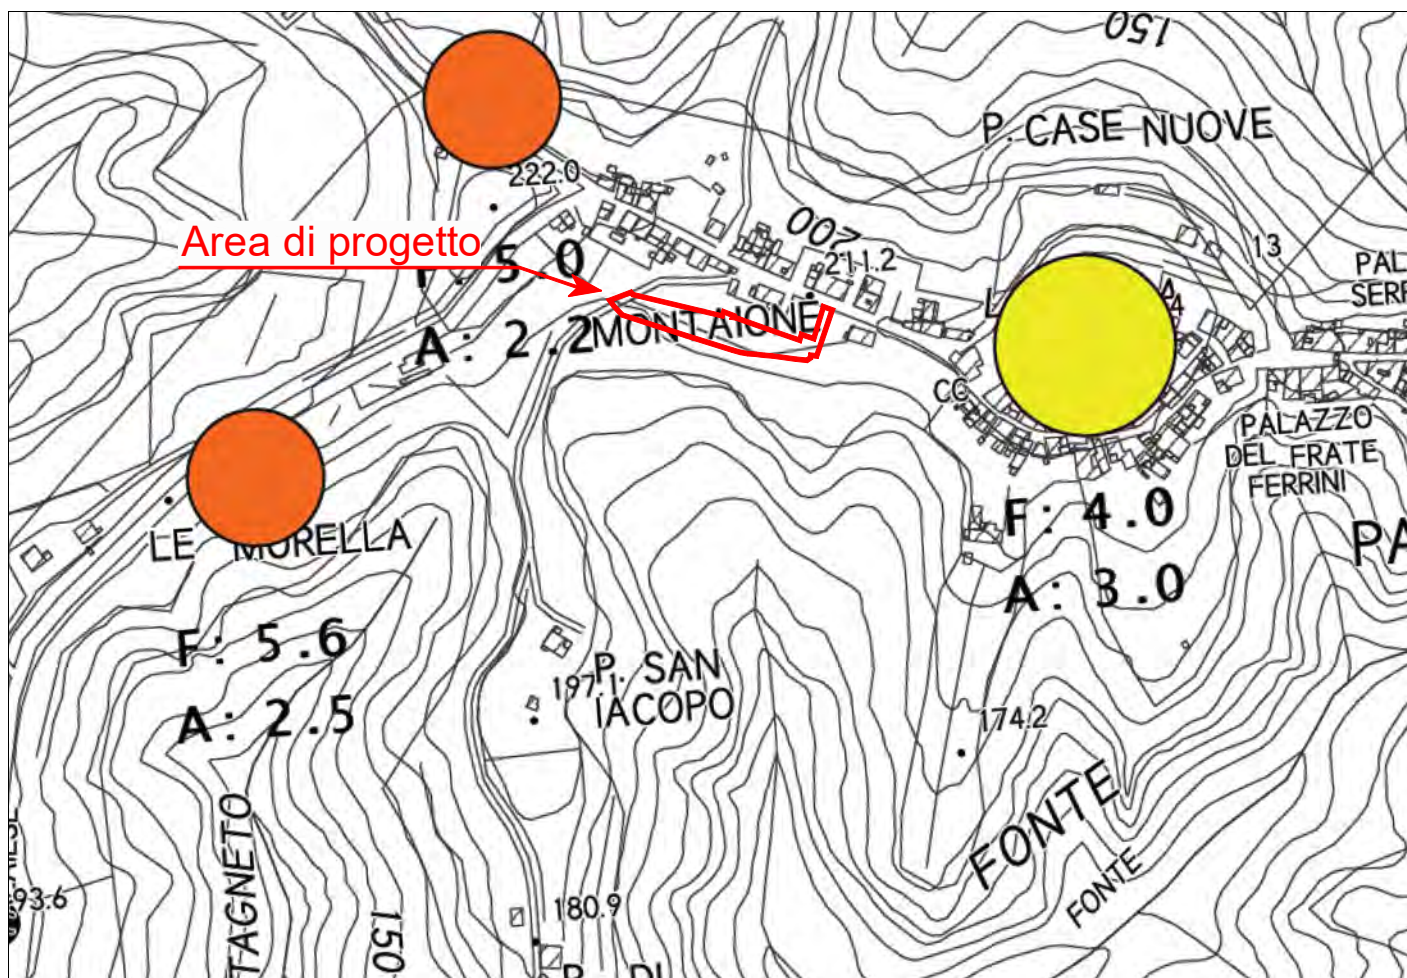 150
P. CASE NUOVE
222.0
200
211.2
13
Area di progetto
5.0
MONTAIONE
A: 2.2
CC
PALAZZO
DEL FRATE
FERRINI
F: 4.0
A: 3.0
LE MORELLA
F: 5.6
A: 2.5
P. SAN
IACOPO
197.1
174.2
FONTE
FONTE
180.9
93.6
150